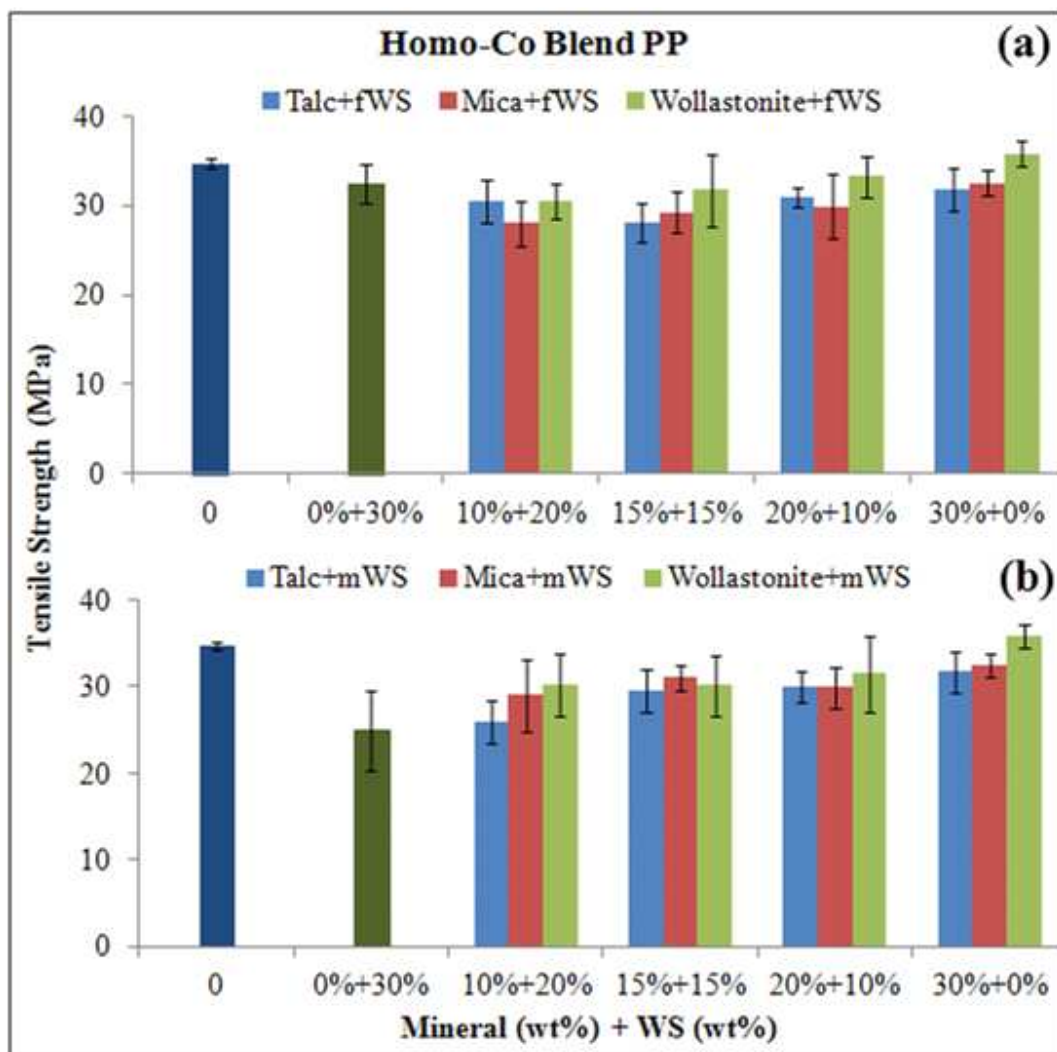 Homo-Co Blend PP
(a)
Talc+fWS Mica+fWS Wollastonite+fWS
40
30
20
10
0
0 0%+30% 10%+20% 15%+15% 20%+10% 30%+0%
Tensile Strength (MPa)
(b)
Talc+mWS Mica+mWS Wollastonite+mWS
40
30
20
10
0
0 0%+30% 10%+20% 15%+15% 20%+10% 30%+0%
Mineral (wt%) + WS (wt%)